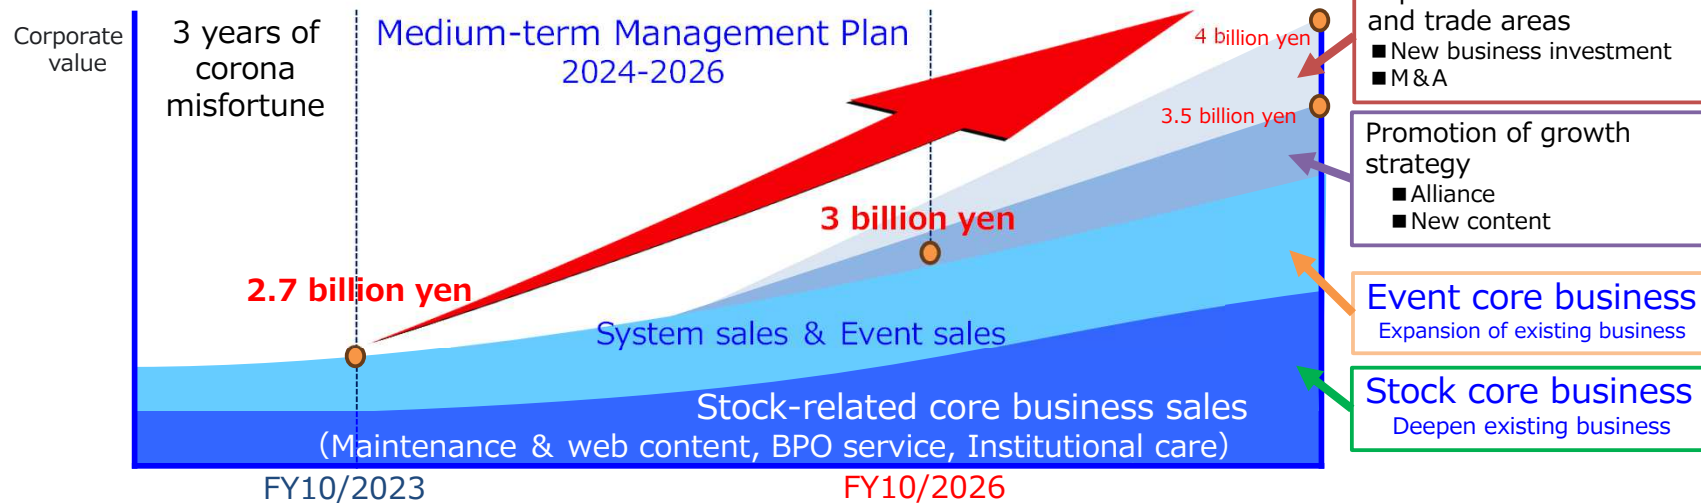 Corporate
value
3 years of
corona
misfortune
Medium-term Management Plan
2024-2026
4 billion yen
3.5 billion yen
3 billion yen
2.7 billion yen
System sales & Event sales
Stock-related core business sales
(Maintenance & web content, BPO service, Institutional care)
FY10/2023
FY10/2026
and trade areas
■New business investment
■M&A
Promotion of growth
strategy
■Alliance
■New content
Event core business
Expansion of existing business
Stock core business
Deepen existing business